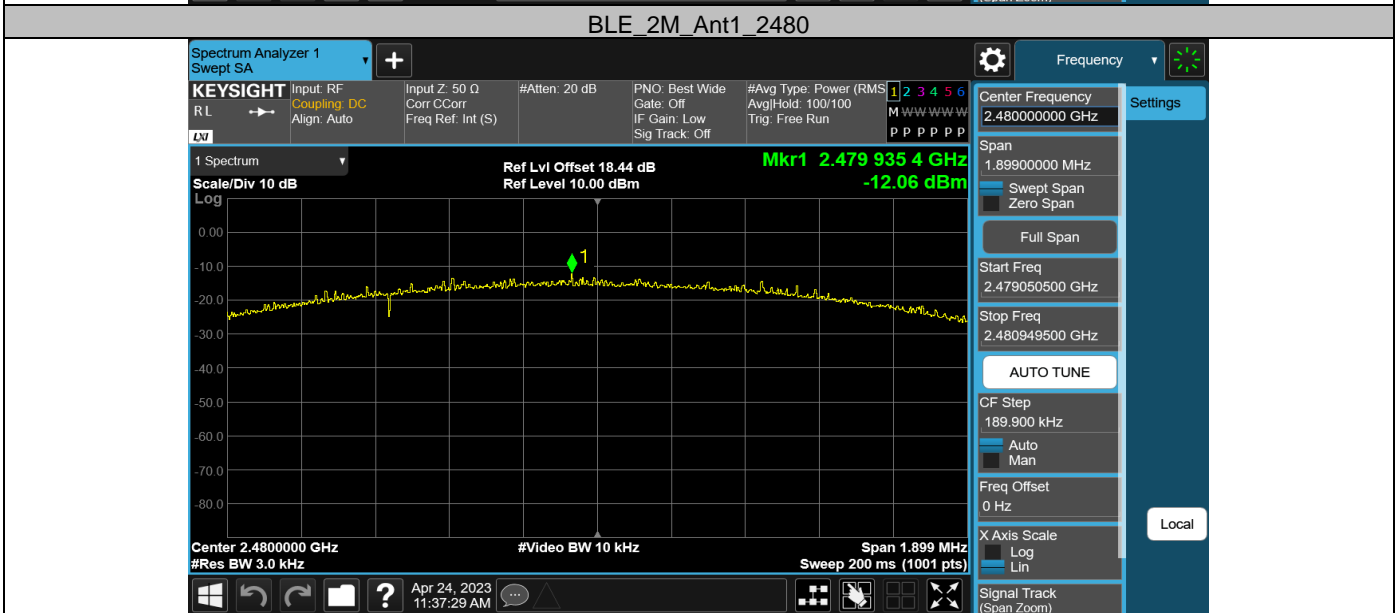 (Span Zoom)
BLE_2M_Ant1_2480
Spectrum Analyzer 1
Swept SA
Frequency
KEYSIGHT
RL
LXI
Input: RF
Coupling: DC
Align: Auto
Input Z: 50 Ω
Corr CCorr
Freq Ref: Int (S)
#Atten: 20 dB
PNO: Best Wide
Gate: Off
IF Gain: Low
Sig Track: Off
#Avg Type: Power (RMS
Avg|Hold: 100/100
Trig: Free Run
1 2 3 4 5 6
M W W W W W
P P P P P P
1 Spectrum
Scale/Div 10 dB
Ref Lvl Offset 18.44 dB
Ref Level 10.00 dBm
Mkr1 2.479 935 4 GHz
-12.06 dBm
Log
0.00
-10.0
-20.0
-30.0
-40.0
-50.0
-60.0
-70.0
-80.0
1
Center 2.4800000 GHz
#Res BW 3.0 kHz
#Video BW 10 kHz
Span 1.899 MHz
Sweep 200 ms (1001 pts)
?
Apr 24, 2023
11:37:29 AM
Center Frequency
2.480000000 GHz
Settings
Span
1.89900000 MHz
Swept Span
Zero Span
Full Span
Start Freq
2.479050500 GHz
Stop Freq
2.480949500 GHz
AUTO TUNE
CF Step
189.900 kHz
Auto
Man
Freq Offset
0 Hz
Local
X Axis Scale
Log
Lin
Signal Track
(Span Zoom)